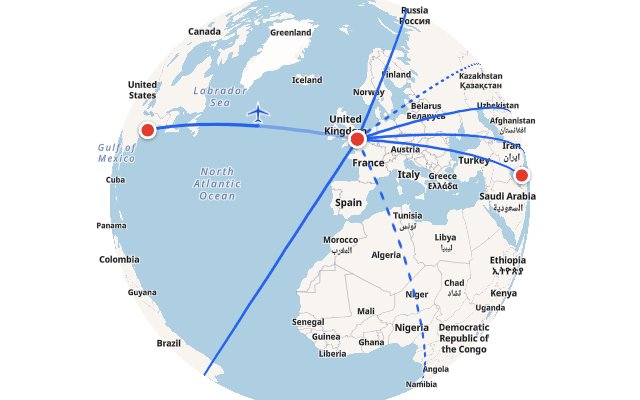 Russia
Россия
Canada
Greenland
Iceland
Finland
Kazakhstan
Қазақстан
United
States
Labrador
Sea
Norway
Belarus
Беларусь
Uzbekistan
United
Kingdom
Afghanistan
افغانستان
Gulf of
Mexico
France
Austria
Iran
ایران
Turkey
Cuba
North
Atlantic
Ocean
Italy
Greece
Ελλάδα
Spain
Saudi Arabia
السعودية
Panama
Tunisia
تونس
Morocco
المغرب
Libya
ليبيا
Colombia
Algeria
Ethiopia
ኢትዮጵያ
Guyana
Niger
Chad
تشاد
Kenya
Uganda
Mali
Senegal
Guinea
Nigeria
Democratic
Republic of
the Congo
Brazil
Ghana
Liberia
Angola
Namibia